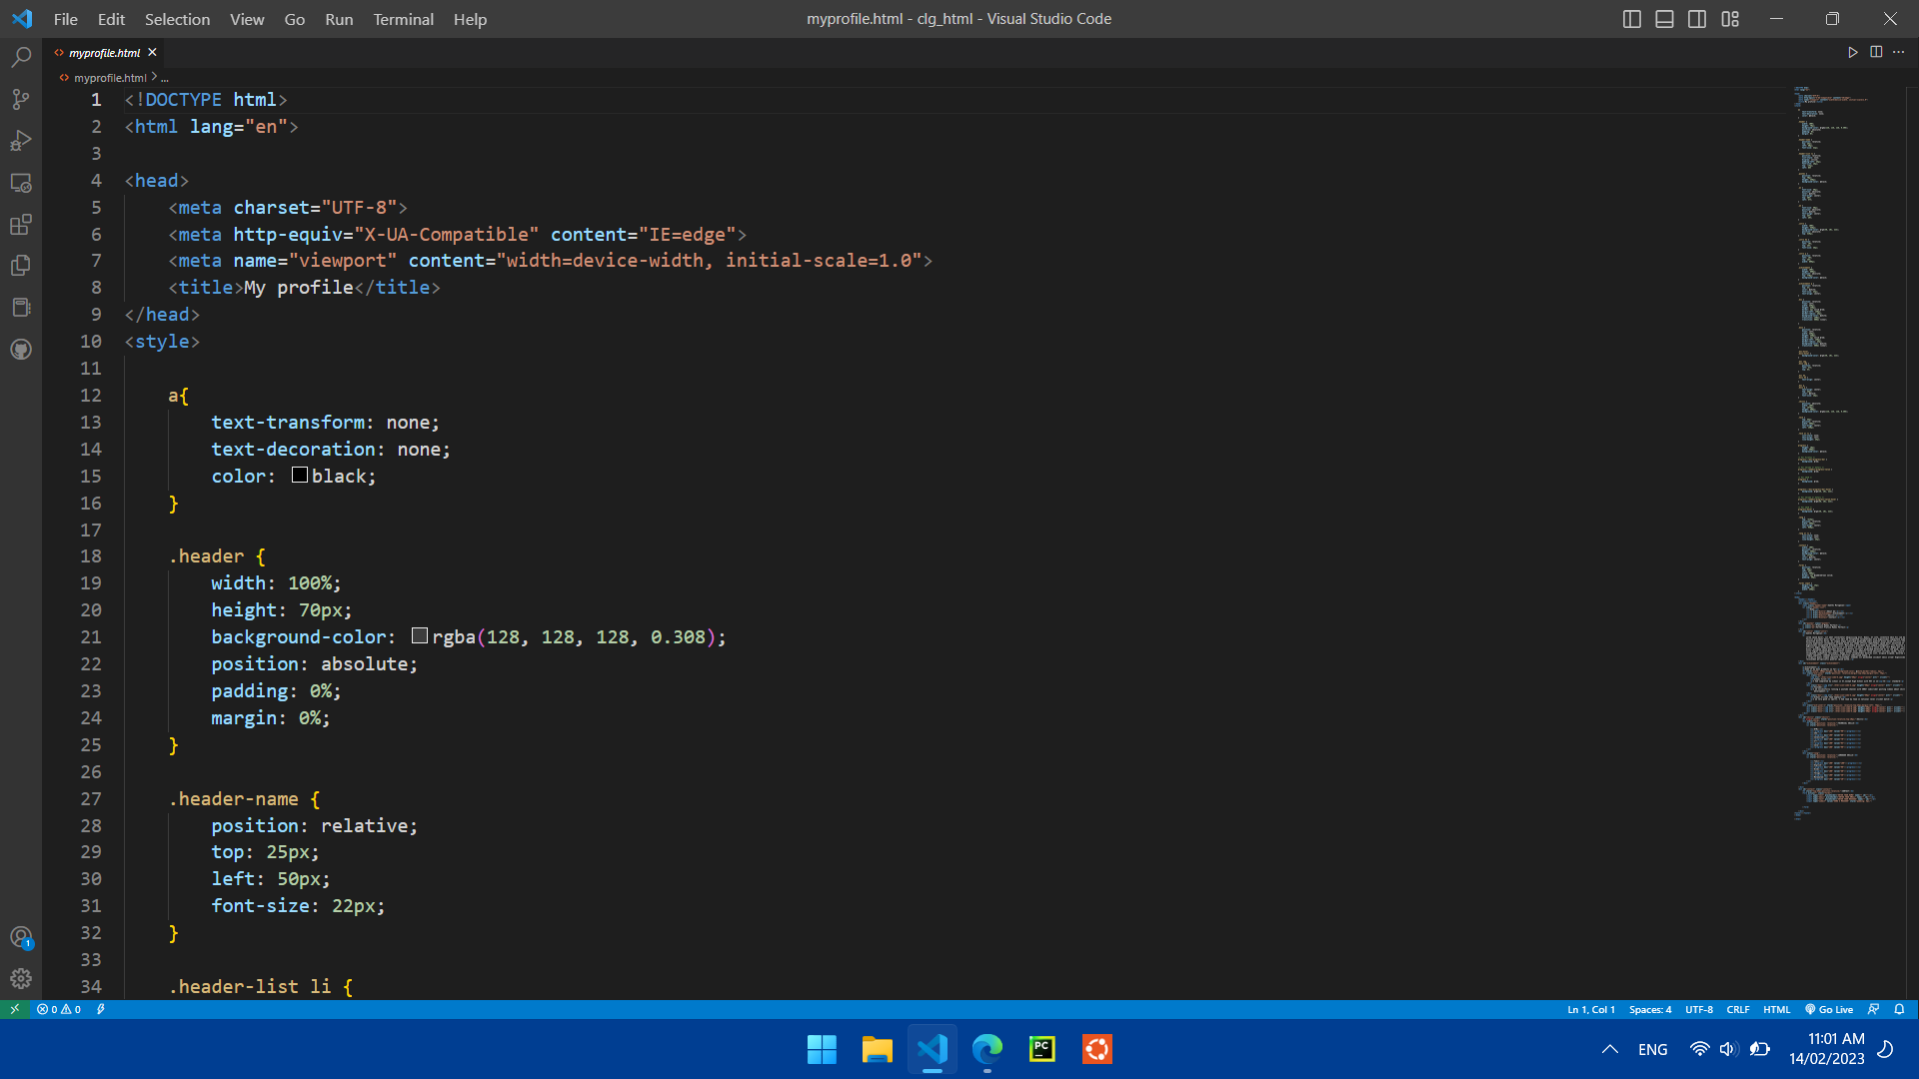 File Edit Selection View Go Run Terminal Help
myprofile.html - clg_html - Visual Studio Code
<> myprofile.html ×
<> myprofile.html > ...
1 <!DOCTYPE html>
2 <html lang="en">
3
4 <head>
5 <meta charset="UTF-8">
6 <meta http-equiv="X-UA-Compatible" content="IE=edge">
7 <meta name="viewport" content="width=device-width, initial-scale=1.0">
8 <title>My profile</title>
9 </head>
10 <style>
11
12 a{
13 text-transform: none;
14 text-decoration: none;
15 color: black;
16 }
17
18 .header {
19 width: 100%;
20 height: 70px;
21 background-color: rgba(128, 128, 128, 0.308);
22 position: absolute;
23 padding: 0%;
24 margin: 0%;
25 }
26
27 .header-name {
28 position: relative;
29 top: 25px;
30 left: 50px;
31 font-size: 22px;
32 }
33
34 .header-list li {
1
0 0
Ln 1, Col 1 Spaces: 4 UTF-8 CRLF HTML Go Live
PC
ENG
11:01 AM
14/02/2023